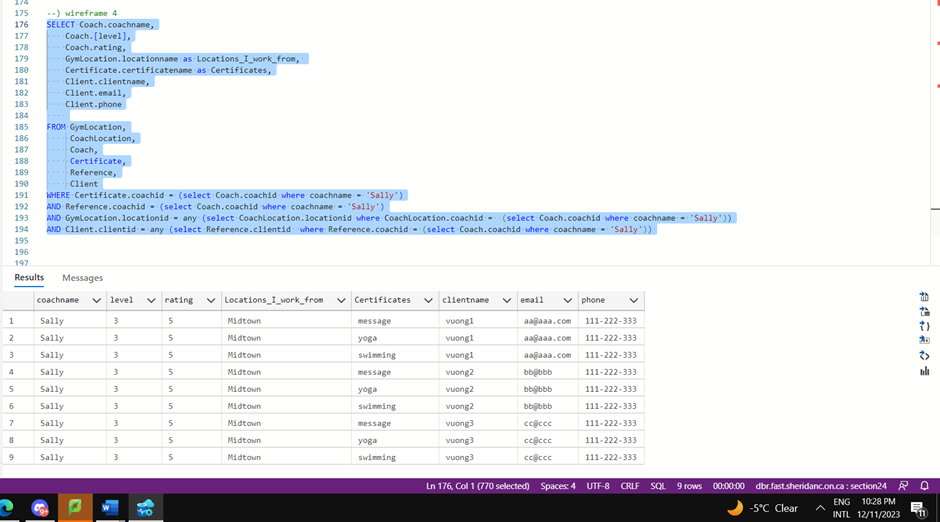 174
175 --) wireframe 4
176 SELECT Coach.coachname,
177 Coach.[level],
178 Coach.rating,
179 GymLocation.locationname as Locations_I_work_from,
180 Certificate.certificatename as Certificates,
181 Client.clientname,
182 Client.email,
183 Client.phone
184
185 FROM GymLocation,
186 CoachLocation,
187 Coach,
188 Certificate,
189 Reference,
190 Client
191 WHERE Certificate.coachid = (select Coach.coachid where coachname = 'Sally')
192 AND Reference.coachid = (select Coach.coachid where coachname = 'Sally')
193 AND GymLocation.locationid = any (select CoachLocation.locationid where CoachLocation.coachid = (select Coach.coachid where coachname = 'Sally'))
194 AND Client.clientid = any (select Reference.clientid where Reference.coachid = (select Coach.coachid where coachname = 'Sally'))
195
196
197
Results Messages
coachname level rating Locations_I_work_from Certificates clientname email phone
1 Sally 3 5 Midtown message vuong1 aa@aaa.com 111-222-333
2 Sally 3 5 Midtown yoga vuong1 aa@aaa.com 111-222-333
3 Sally 3 5 Midtown swimming vuong1 aa@aaa.com 111-222-333
4 Sally 3 5 Midtown message vuong2 bb@bbb 111-222-333
5 Sally 3 5 Midtown yoga vuong2 bb@bbb 111-222-333
6 Sally 3 5 Midtown swimming vuong2 bb@bbb 111-222-333
7 Sally 3 5 Midtown message vuong3 cc@ccc 111-222-333
8 Sally 3 5 Midtown yoga vuong3 cc@ccc 111-222-333
9 Sally 3 5 Midtown swimming vuong3 cc@ccc 111-222-333
Ln 176, Col 1 (770 selected) Spaces: 4 UTF-8 CRLF SQL 9 rows 00:00:00 dbr.fast.sheridanc.on.ca : section24
-5°C Clear ENG 10:28 PM
INTL 12/11/2023 11